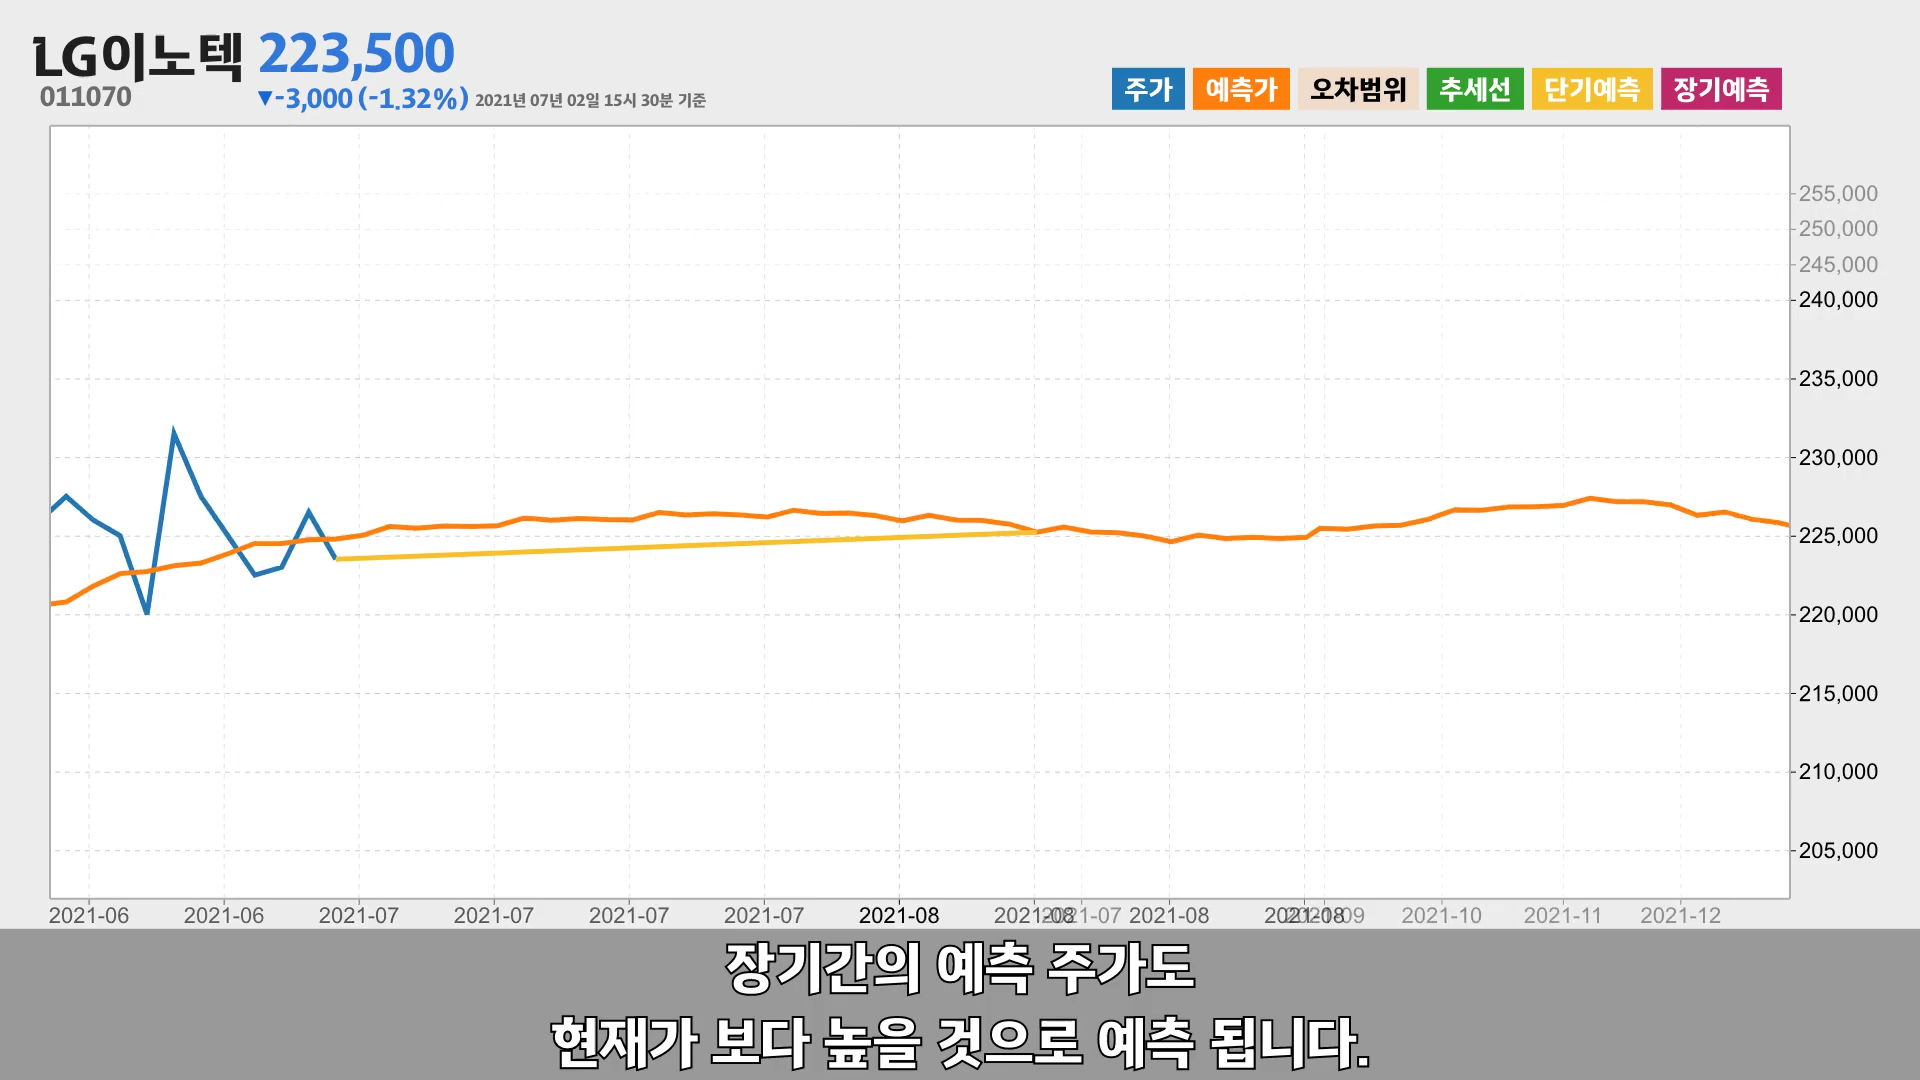 LG이노텍 223,500
011070 ▼-3,000 (-1.32%) 2021년 07년 02일 15시 30분 기준
주가 예측가 오차범위 추세선 단기예측 장기예측
255,000
250,000
245,000
240,000
235,000
230,000
225,000
220,000
215,000
210,000
205,000
2021-06 2021-06 2021-07 2021-07 2021-07 2021-07 2021-08 2021-08 2021-07 2021-08 2021-08 2021-09 2021-10 2021-11 2021-12
장기간의 예측 주가도
현재가 보다 높을 것으로 예측 됩니다.